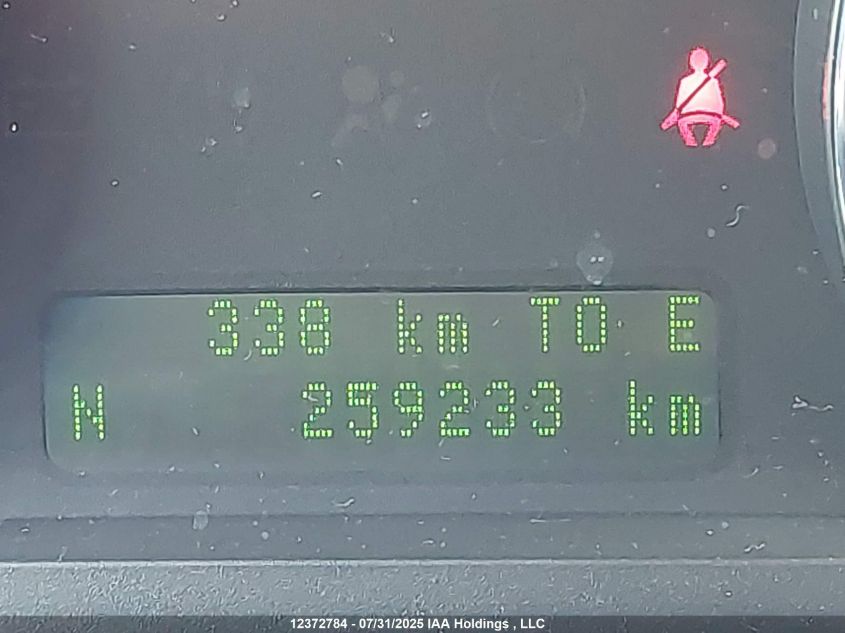 338 km TO E
N 259233 km
12372784 - 07/31/2025 IAA Holdings , LLC